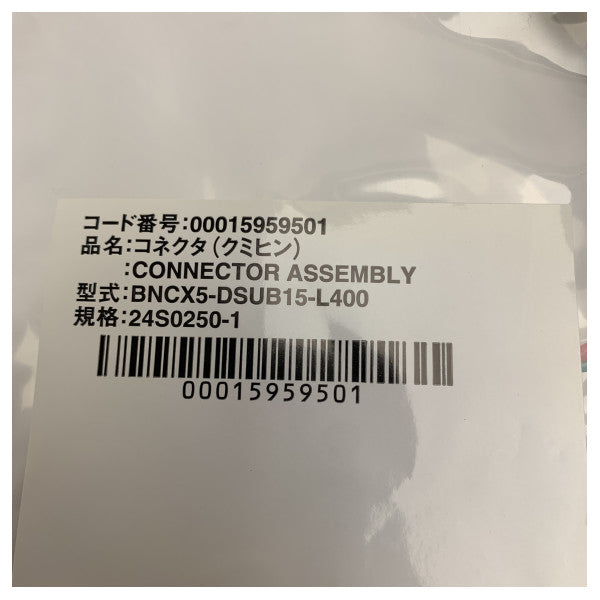 コード番号:00015959501
品名:コネクタ(クミヒン)
:CONNECTOR ASSEMBLY
型式:BNCX5-DSUB15-L400
規格:24S0250-1
00015959501